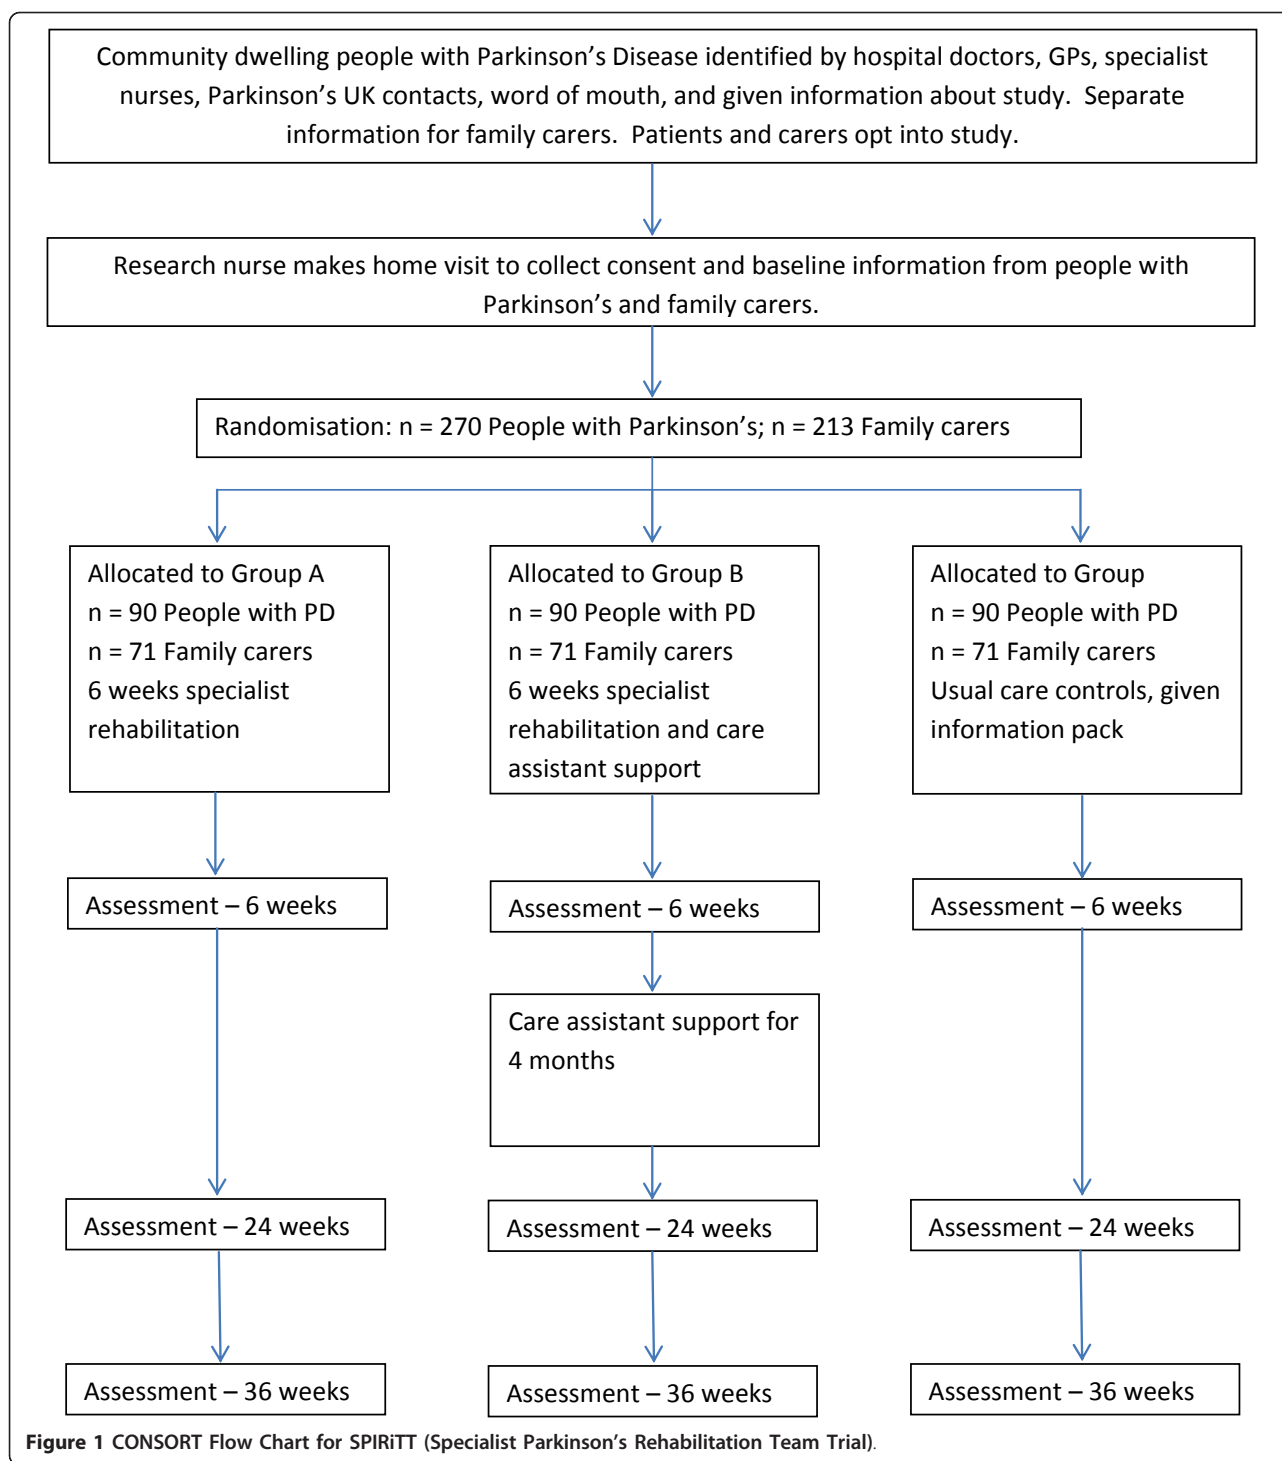 Community dwelling people with Parkinson’s Disease identified by hospital doctors, GPs, specialist
nurses, Parkinson’s UK contacts, word of mouth, and given information about study.  Separate
information for family carers.  Patients and carers opt into study.
Research nurse makes home visit to collect consent and baseline information from people with
Parkinson’s and family carers.
Randomisation: n = 270 People with Parkinson’s; n = 213 Family carers
Allocated to Group A
n = 90 People with PD
n = 71 Family carers
6 weeks specialist
rehabilitation
Allocated to Group B
n = 90 People with PD
n = 71 Family carers
6 weeks specialist
rehabilitation and care
assistant support
Allocated to Group
n = 90 People with PD
n = 71 Family carers
Usual care controls, given
information pack
Assessment – 6 weeks
Assessment – 6 weeks
Assessment – 6 weeks
Care assistant support for
4 months
Assessment – 24 weeks
Assessment – 24 weeks
Assessment – 24 weeks
Assessment – 36 weeks
Assessment – 36 weeks
Assessment – 36 weeks
Figure 1 CONSORT Flow Chart for SPIRiTT (Specialist Parkinson’s Rehabilitation Team Trial).